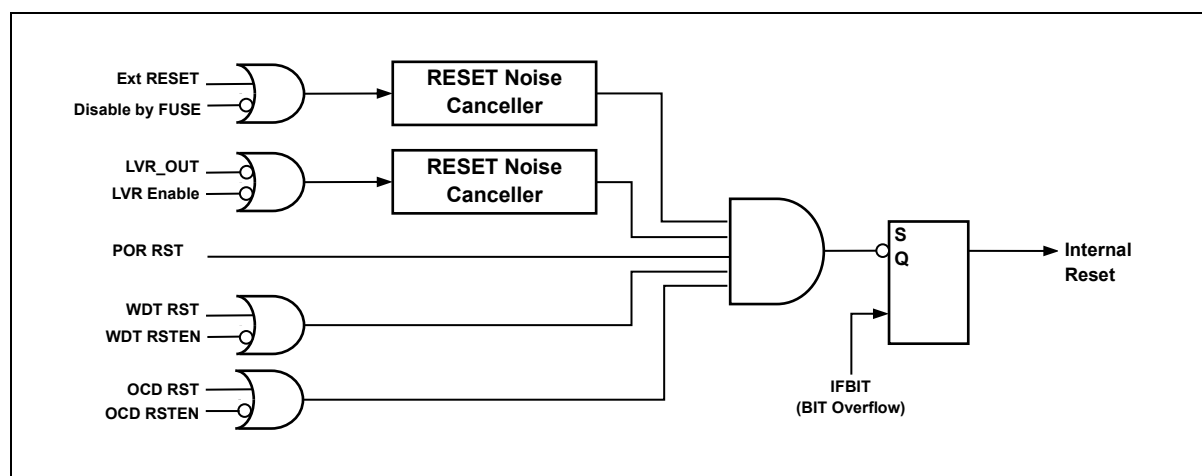 Ext RESET
Disable by FUSE
RESET Noise
Canceller
LVR_OUT
LVR Enable
RESET Noise
Canceller
POR RST
WDT RST
WDT RSTEN
OCD RST
OCD RSTEN
S
Q
Internal
Reset
IFBIT
(BIT Overflow)